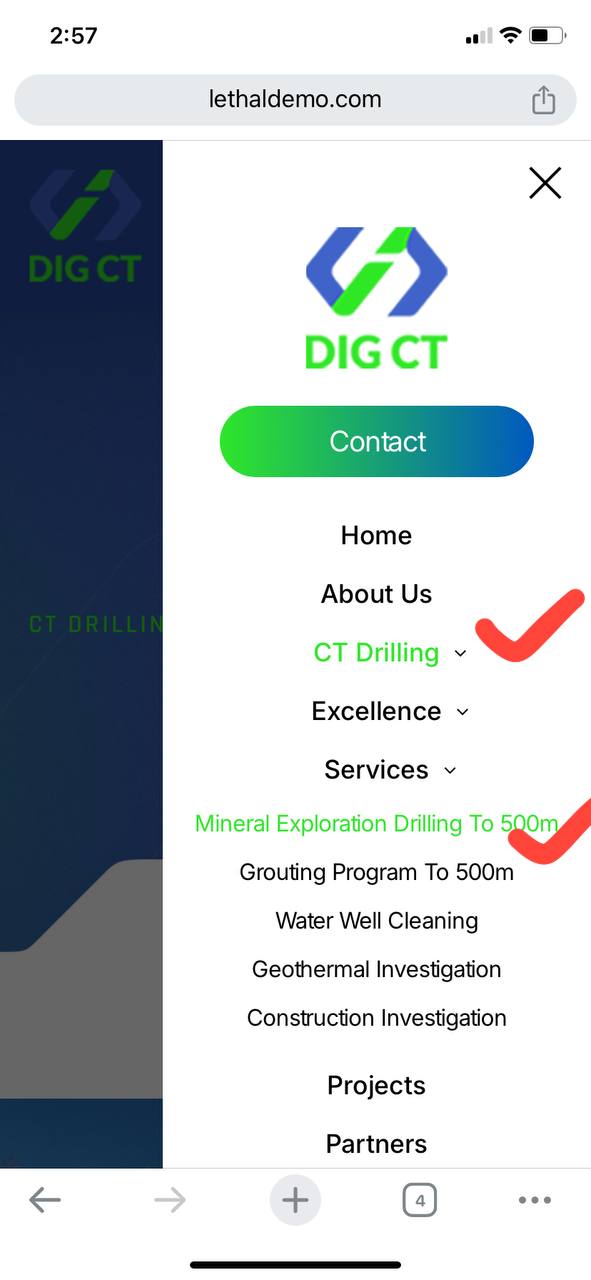 2:57
lethaldemo.com
DIG CT
DIG CT
Contact
Home
About Us
CT DRILLIN
CT Drilling
Excellence
Services
Mineral Exploration Drilling To 500m
Grouting Program To 500m
Water Well Cleaning
Geothermal Investigation
Construction Investigation
Projects
Partners
4